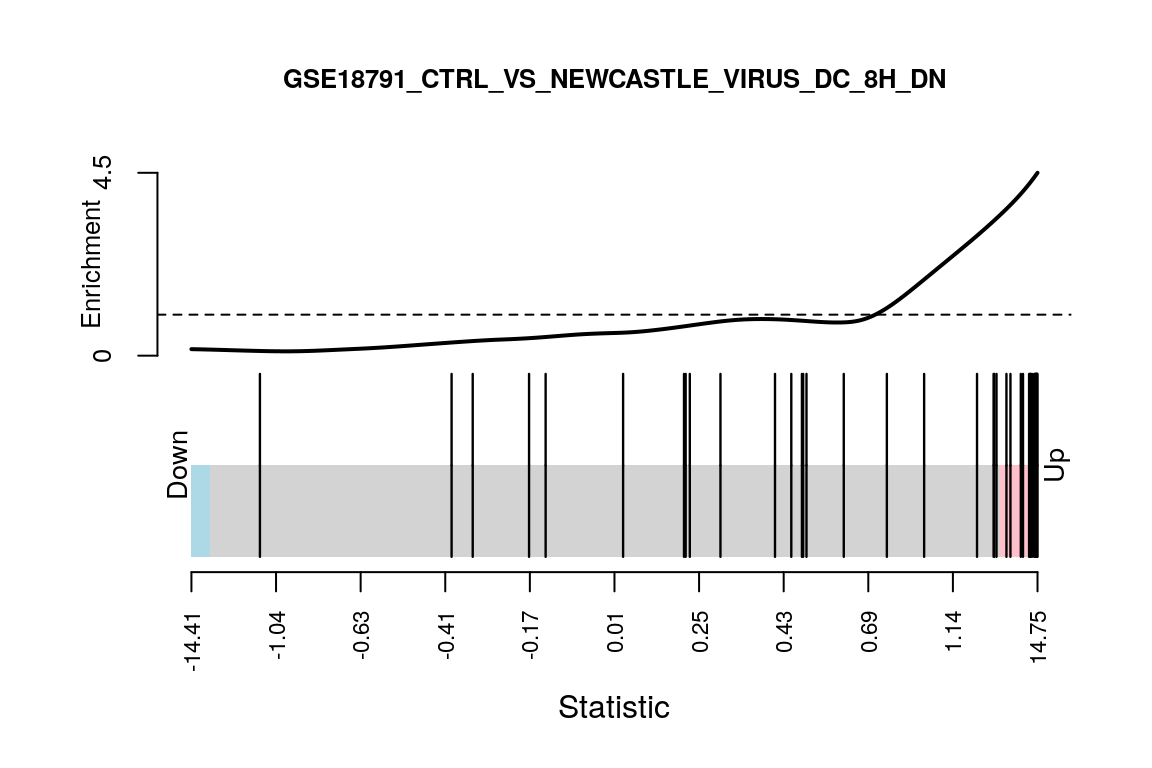 GSE18791_CTRL_VS_NEWCASTLE_VIRUS_DC_8H_DN
4.5
Enrichment
0
Down
Up
-14.41 -1.04 -0.63 -0.41 -0.17 0.01 0.25 0.43 0.69 1.14 14.75
Statistic